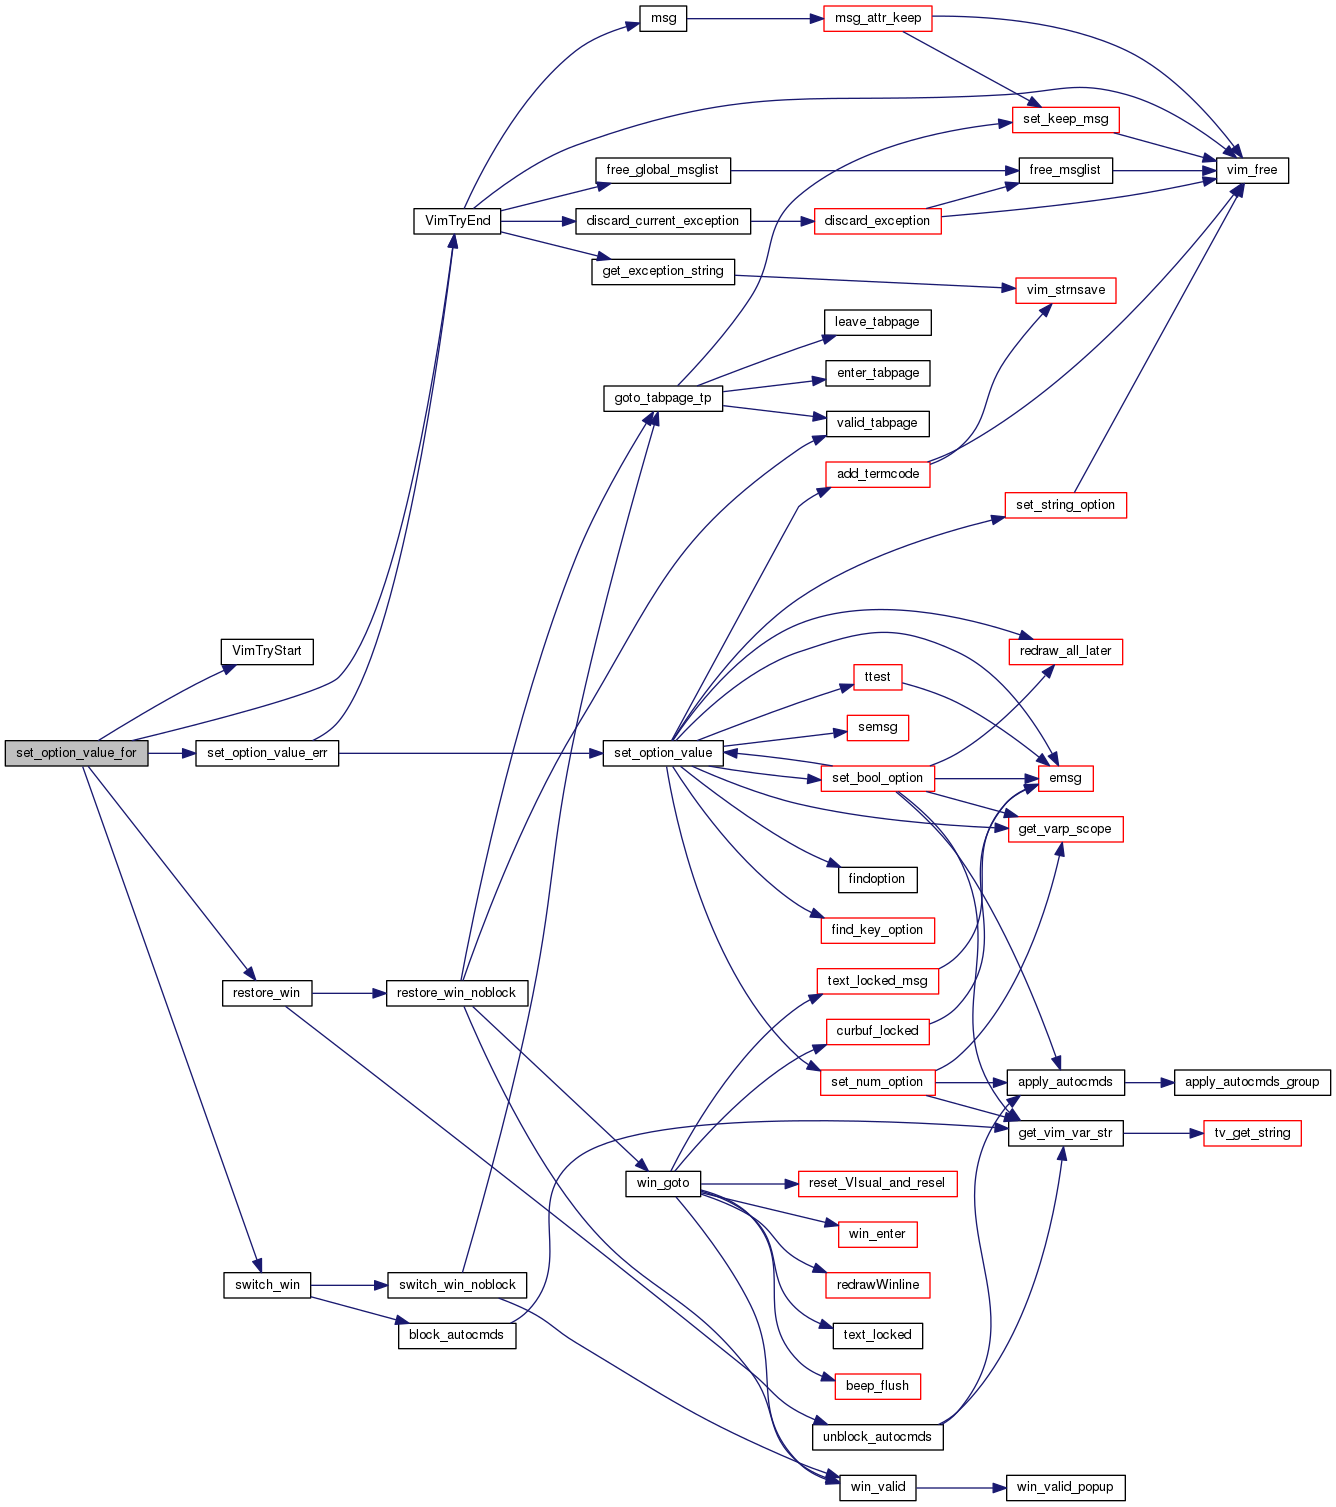 msg
msg_attr_keep
set_keep_msg
free_global_msglist
free_msglist
vim_free
VimTryEnd
discard_current_exception
discard_exception
get_exception_string
vim_strnsave
leave_tabpage
enter_tabpage
goto_tabpage_tp
valid_tabpage
add_termcode
set_string_option
VimTryStart
redraw_all_later
ttest
semsg
set_option_value_for
set_option_value_err
set_option_value
set_bool_option
emsg
get_varp_scope
findoption
find_key_option
text_locked_msg
restore_win
restore_win_noblock
curbuf_locked
set_num_option
apply_autocmds
apply_autocmds_group
get_vim_var_str
tv_get_string
win_goto
reset_VIsual_and_resel
win_enter
switch_win
switch_win_noblock
redrawWinline
block_autocmds
text_locked
beep_flush
unblock_autocmds
win_valid
win_valid_popup